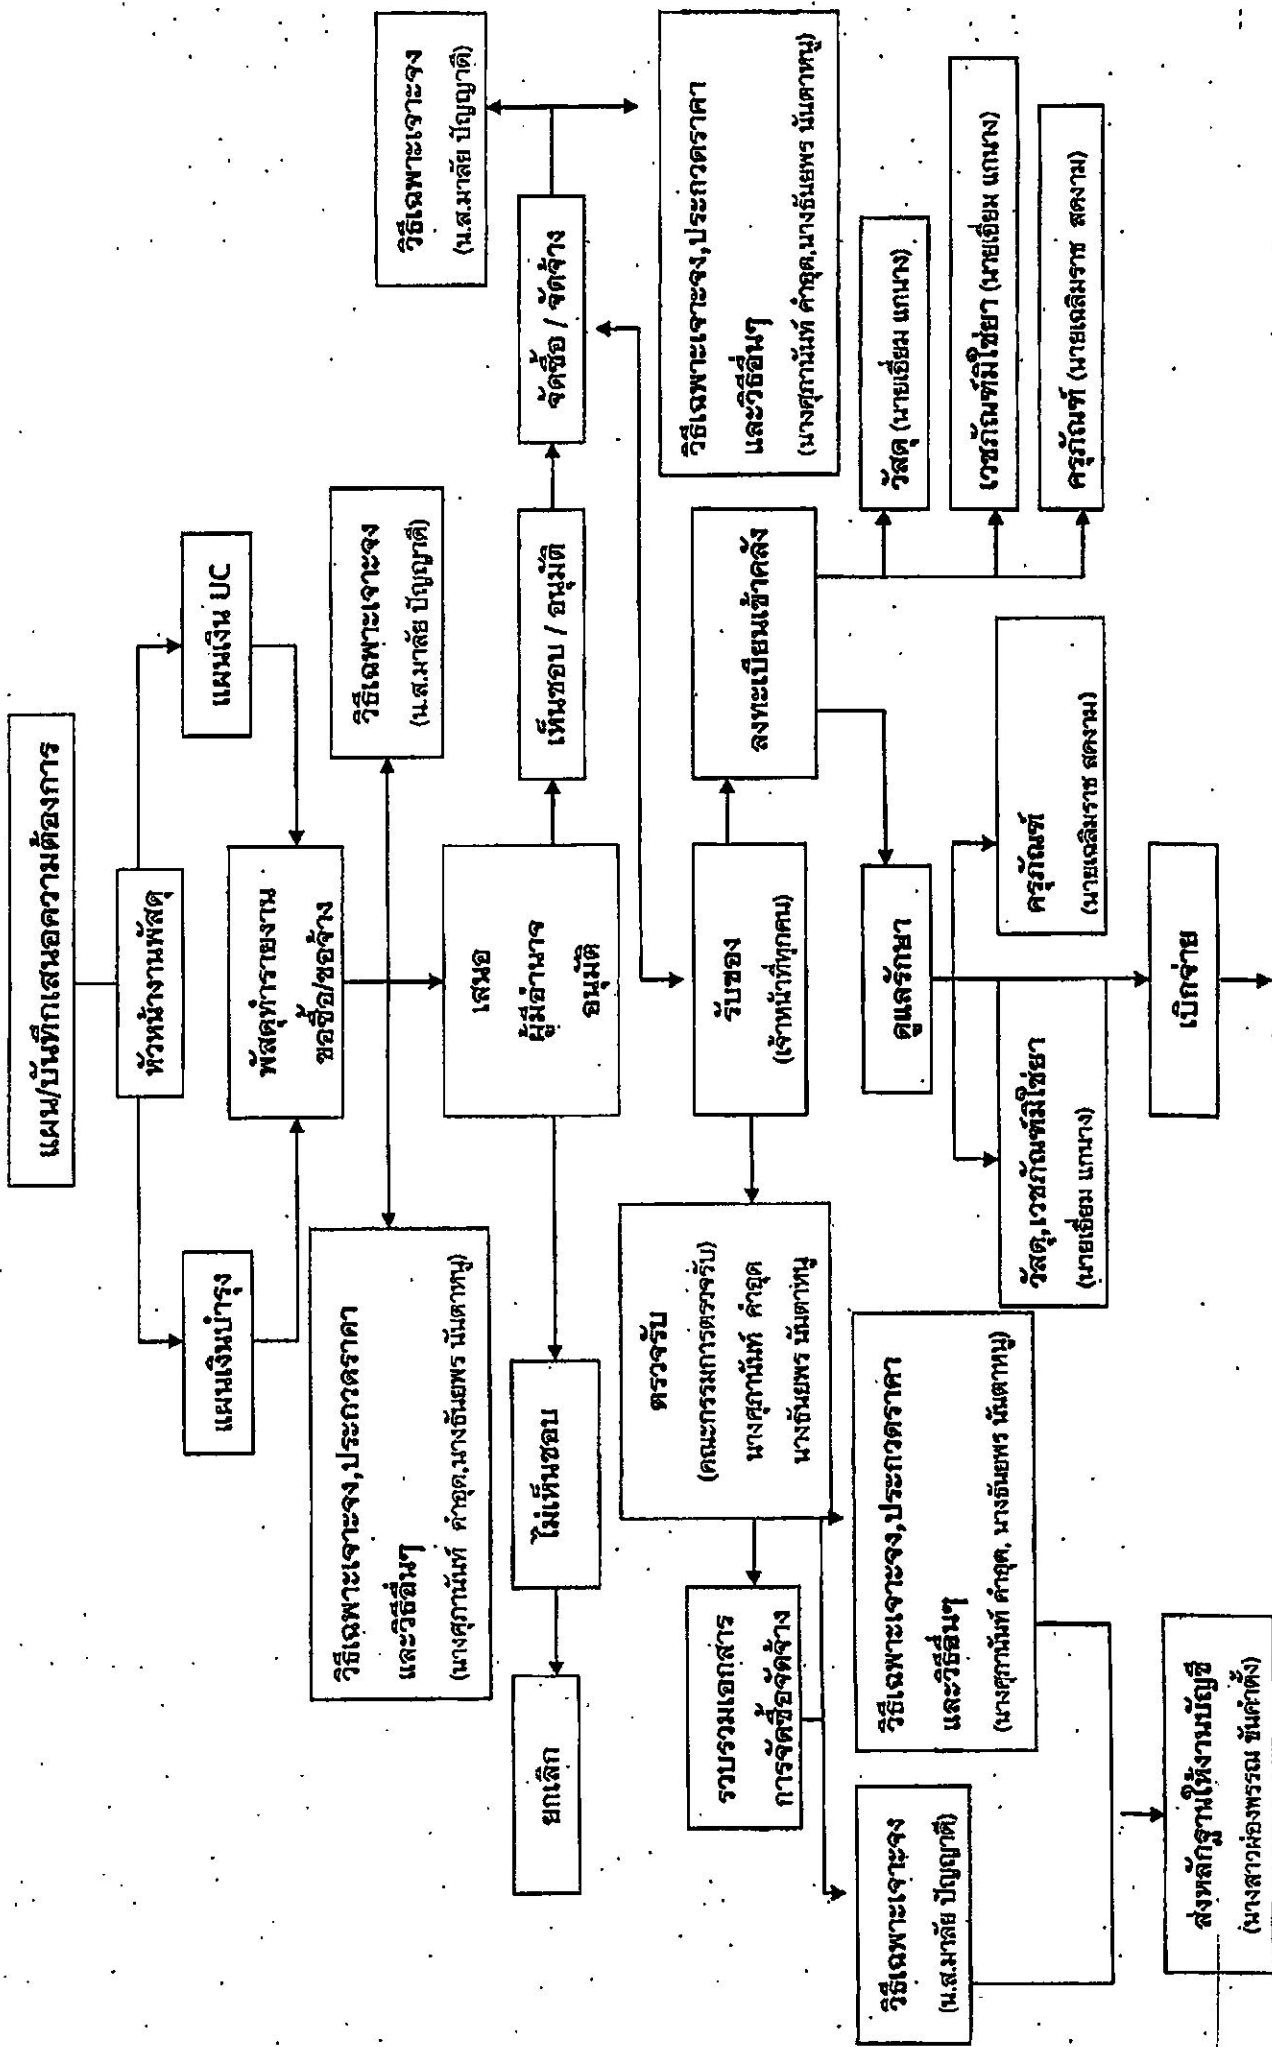 แผน/บันทึกเสนอความต้องการ
หัวหน้างานพัสดุ
แผนเงินบำรุง
แผนเงิน UC
พัสดุทำรายงาน
ขอซื้อ/ขอจ้าง
วิธีเฉพาะเจาะจง,ประกวดราคา
และวิธีอื่นๆ
(นางศุภานันท์ คำอุด,นางธันยพร นันตาหนู)
วิธีเฉพาะเจาะจง
(น.ส.มาลัย ปัญญาดี)
เสนอ
ผู้มีอำนาจ
อนุมัติ
ยกเลิก
ไม่เห็นชอบ
เห็นชอบ / อนุมัติ
จัดซื้อ / จัดจ้าง
วิธีเฉพาะเจาะจง
(น.ส.มาลัย ปัญญาดี)
วิธีเฉพาะเจาะจง,ประกวดราคา
และวิธีอื่นๆ
(นางศุภานันท์ คำอุด,นางธันยพร นันตาหนู)
รวบรวมเอกสาร
การจัดซื้อจัดจ้าง
ตรวจรับ
(คณะกรรมการตรวจรับ)
นางศุภานันท์ คำอุด
นางธันยพร นันตาหนู
รับของ
(เจ้าหน้าที่ทุกคน)
ลงทะเบียนเข้าคลัง
วัสดุ (นายเยี่ยม แกนาง)
เวชภัณฑ์มิใช่ยา (นายเยี่ยม แกนาง)
ครุภัณฑ์ (นายเฉลิมราช สดงาม)
วิธีเฉพาะเจาะจง
(น.ส.มาลัย ปัญญาดี)
วิธีเฉพาะเจาะจง,ประกวดราคา
และวิธีอื่นๆ
(นางศุภานันท์ คำอุด, นางธันยพร นันตาหนู)
ดูแลรักษา
วัสดุ,เวชภัณฑ์มิใช่ยา
(นายเยี่ยม แกนาง)
ครุภัณฑ์
(นายเฉลิมราช สดงาม)
ส่งหลักฐานให้งานบัญชี
(นางสาวผ่องพรรณ ขันคำตั๋ง)
เบิกจ่าย